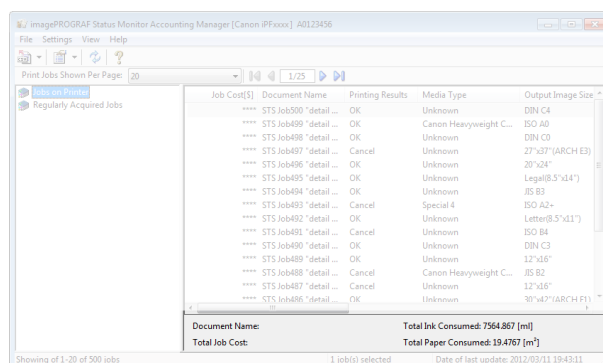 imagePROGRAF Status Monitor Accounting Manager [Canon iPFxxxx] A0123456
File Settings View Help
Print Jobs Shown Per Page: 20 1/25
Jobs on Printer
Regularly Acquired Jobs
Job Cost[$] Document Name Printing Results Media Type Output Image Size
**** STS Job500 "detail ... OK Unknown DIN C4
**** STS Job499 "detail ... OK Canon Heavyweight C... ISO A0
**** STS Job498 "detail ... OK Unknown DIN C0
**** STS Job497 "detail ... Cancel Unknown 27"x37"(ARCH E3)
**** STS Job496 "detail ... OK Unknown 20"x24"
**** STS Job495 "detail ... OK Unknown Legal(8.5"x14")
**** STS Job494 "detail ... OK Unknown JIS B3
**** STS Job493 "detail ... Cancel Special 4 ISO A2+
**** STS Job492 "detail ... OK Unknown Letter(8.5"x11")
**** STS Job491 "detail ... Cancel Unknown ISO B4
**** STS Job490 "detail ... OK Unknown DIN C3
**** STS Job489 "detail ... OK Unknown 12"x16"
**** STS Job488 "detail ... Cancel Canon Heavyweight C... JIS B2
**** STS Job487 "detail ... Cancel Unknown 12"x16"
**** STS Job486 "detail ... OK Unknown 30"x42"(ARCH E1)
Document Name: Total Ink Consumed: 7564.867 [ml]
Total Job Cost: Total Paper Consumed: 19.4767 [m²]
Showing of 1-20 of 500 jobs 1 job(s) selected Date of last update: 2012/03/11 19:43:11